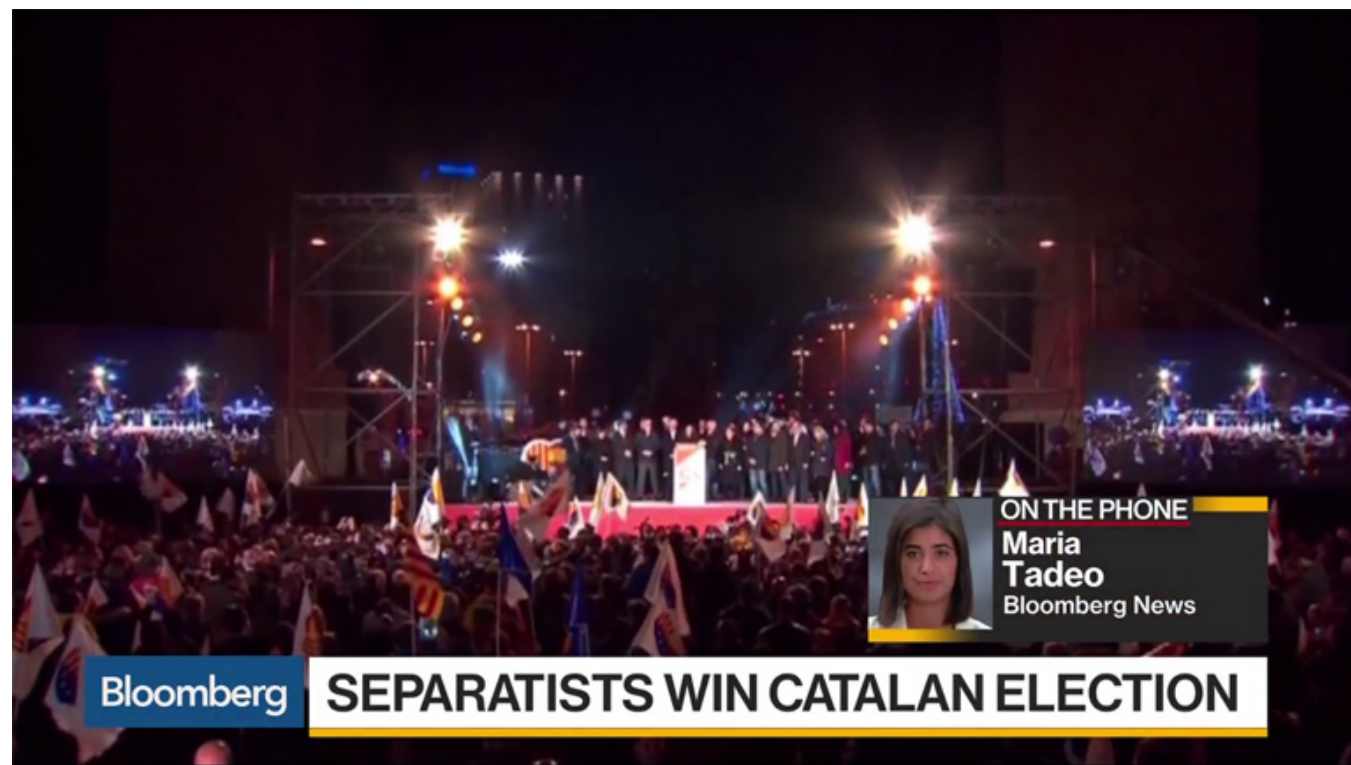 ON THE PHONE
Maria
Tadeo
Bloomberg News
Bloomberg
SEPARATISTS WIN CATALAN ELECTION